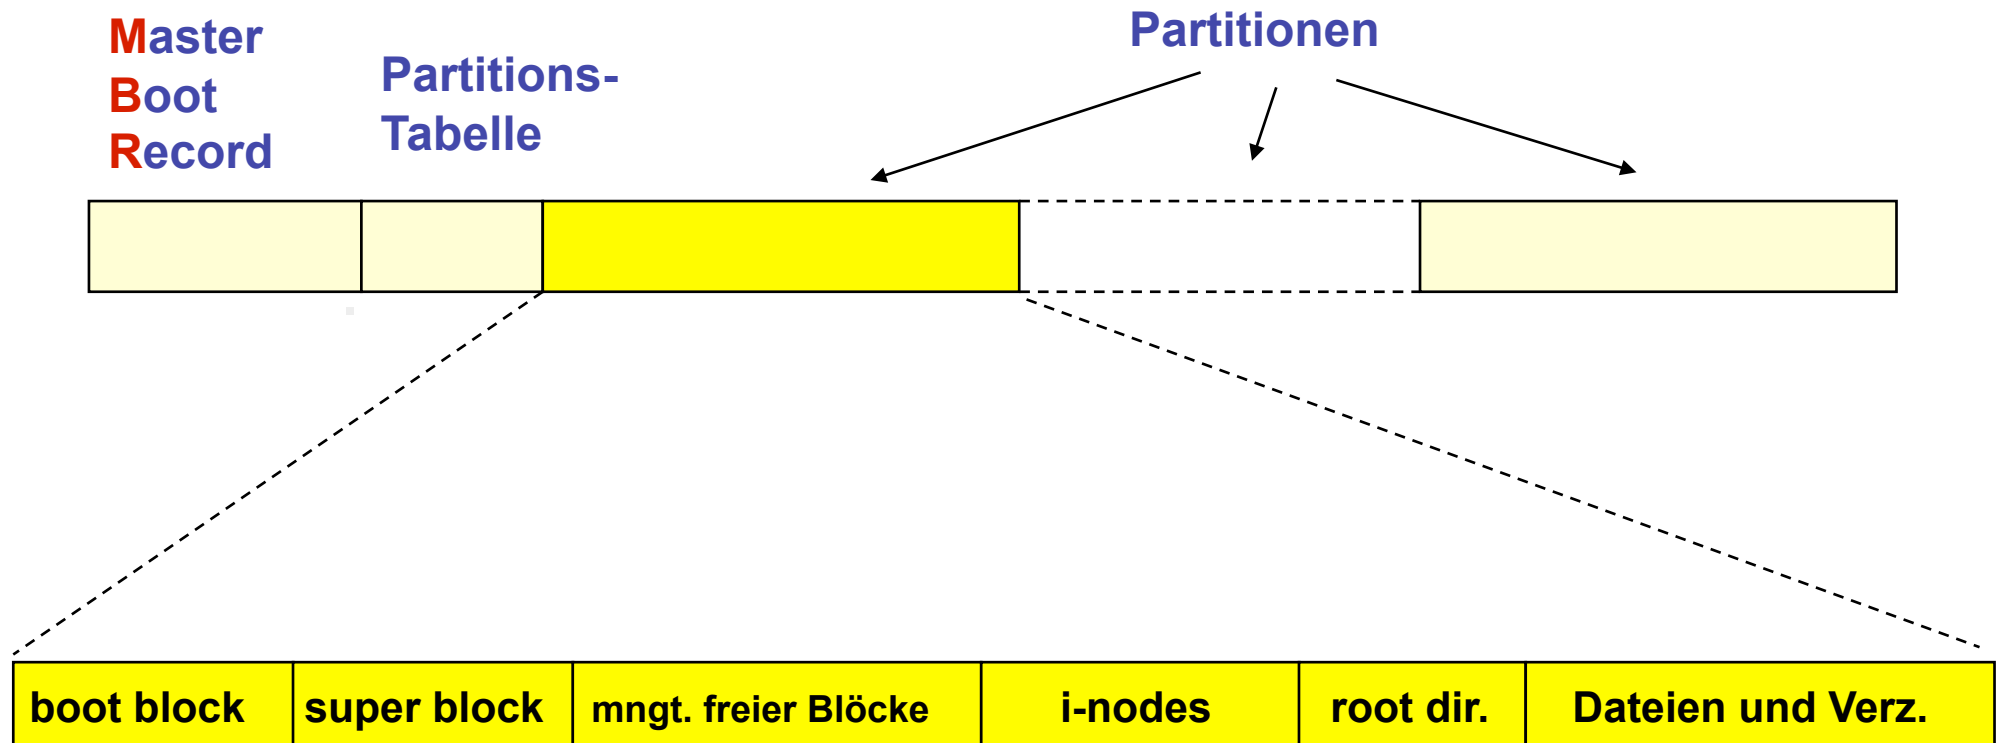 Master
Boot
Record
Partitions-
Tabelle
Partitionen
boot block
super block
mngt. freier Blöcke
i-nodes
root dir.
Dateien und Verz.